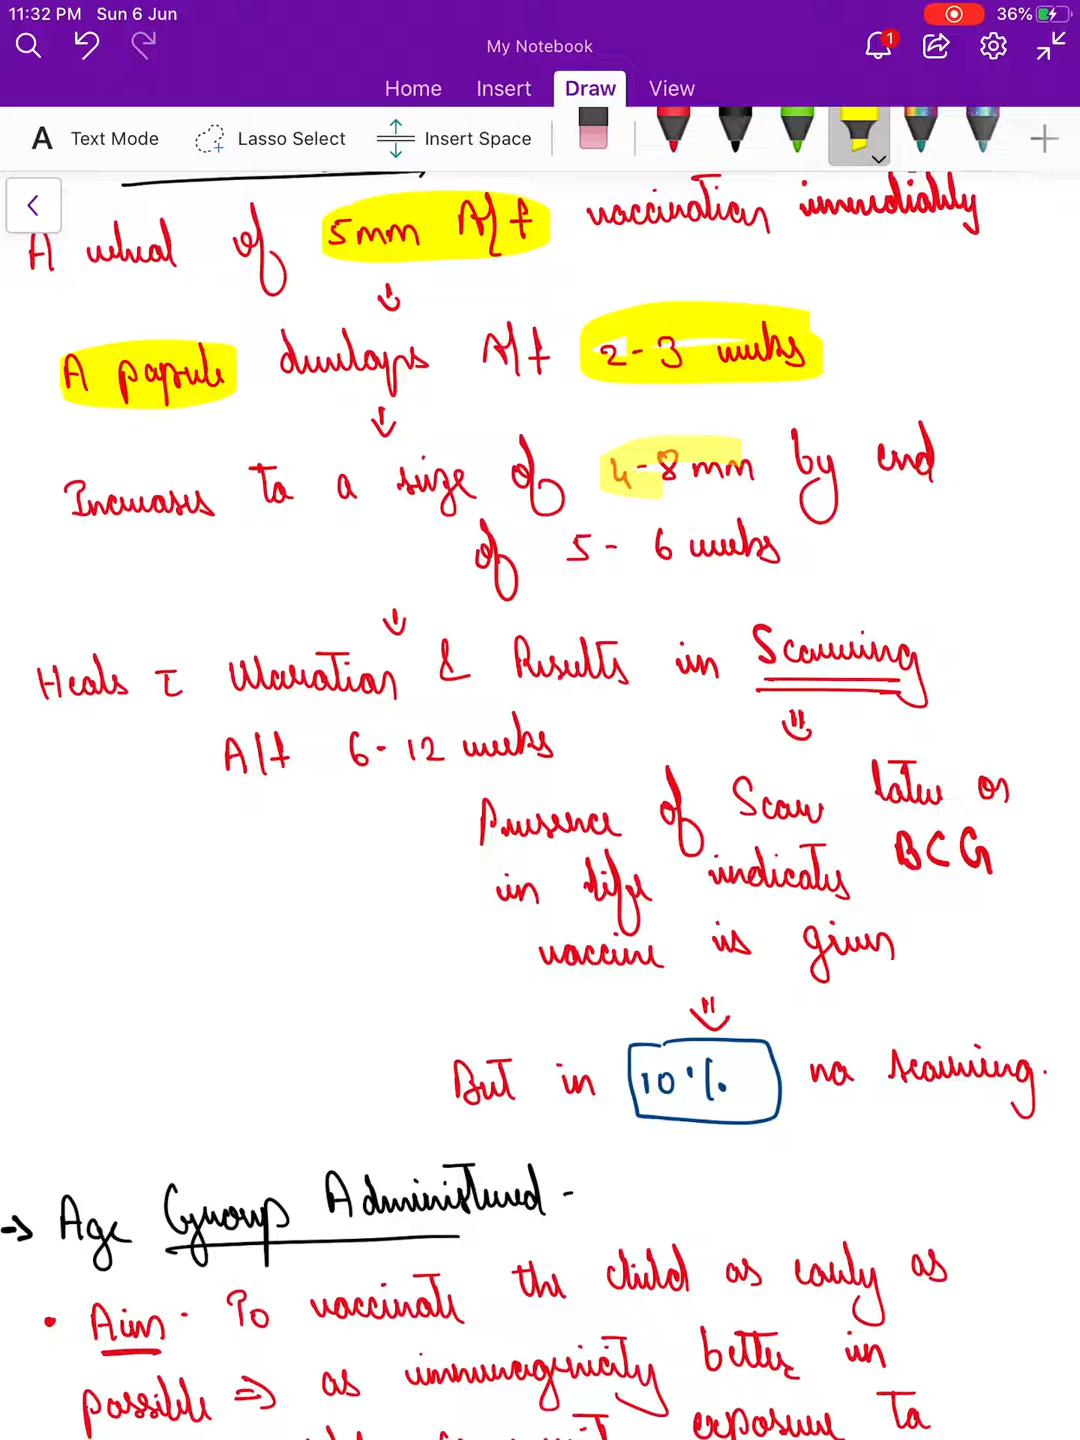 11:32 PM Sun 6 Jun 36%
My Notebook 1
Home Insert Draw View
A Text Mode Lasso Select Insert Space
A wheal of 5mm A/f vaccination immediately
A papule develops A/f 2-3 weeks
Increases to a size of 4-8mm by end
of 5-6 weeks
Heals c Ulceration & Results in Scarring
A/f 6-12 weeks
Presence of Scar later on
in life indicates BCG
vaccine is given
But in 10% no scarring.
→ Age Group Administered -
• Aim - To vaccinate the child as early as
possible ⇒ as immunogenicity better in
exposure to